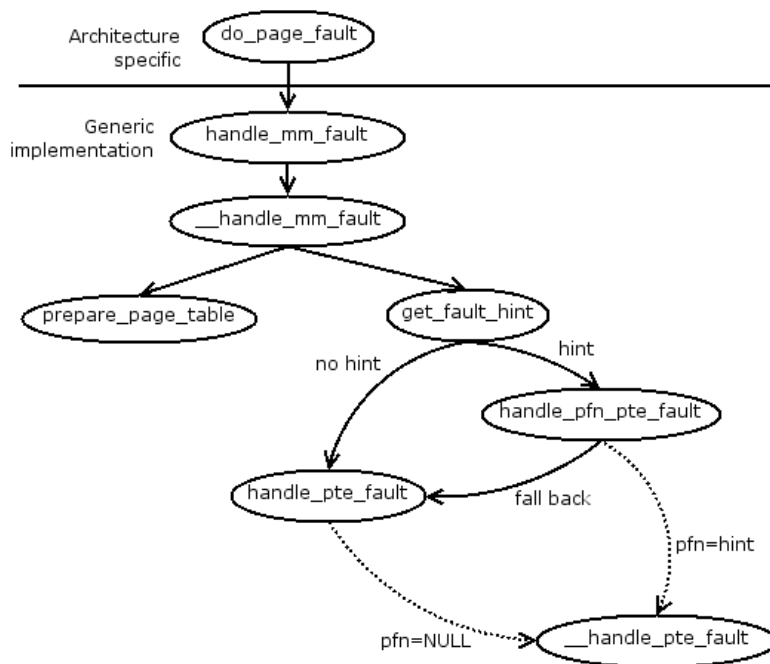 do_page_fault
Architecture
specific
handle_mm_fault
Generic
implementation
__handle_mm_fault
prepare_page_table
get_fault_hint
no hint
hint
handle_pfn_pte_fault
handle_pte_fault
fall back
pfn=hint
pfn=NULL
__handle_pte_fault